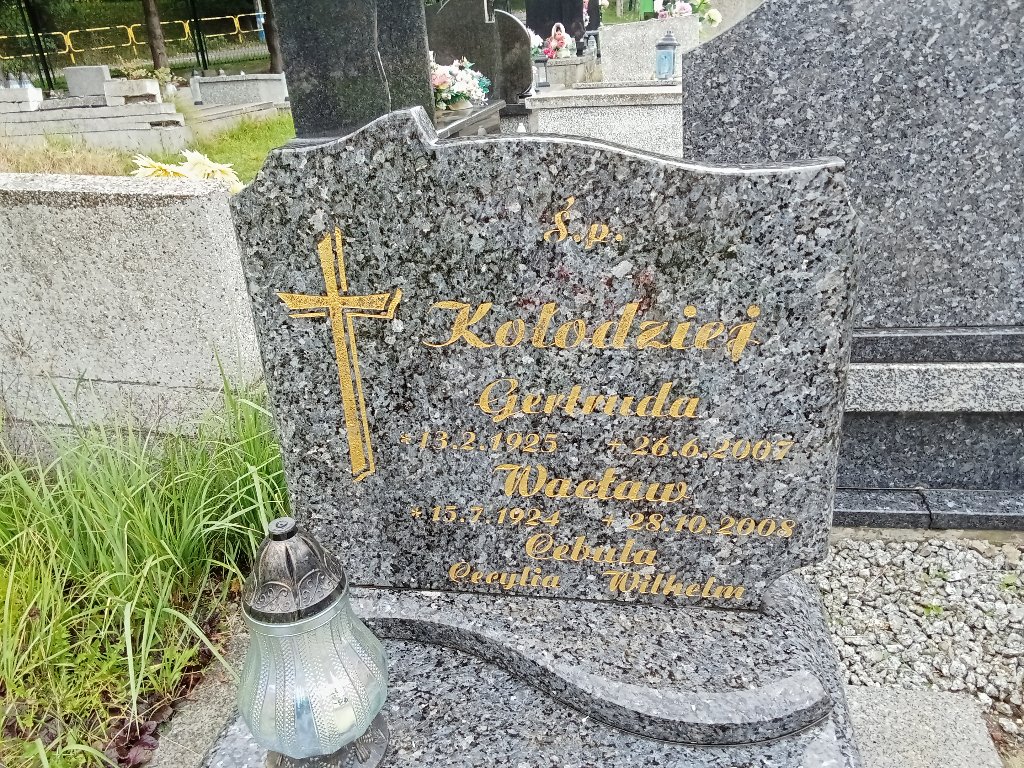 Ś.p.
Kołodziej
Gertruda
* 13.2.1925 + 26.6.2007
Wacław
* 15.7.1924 + 28.10.2008
Cebula
Cecylia Wilhelm